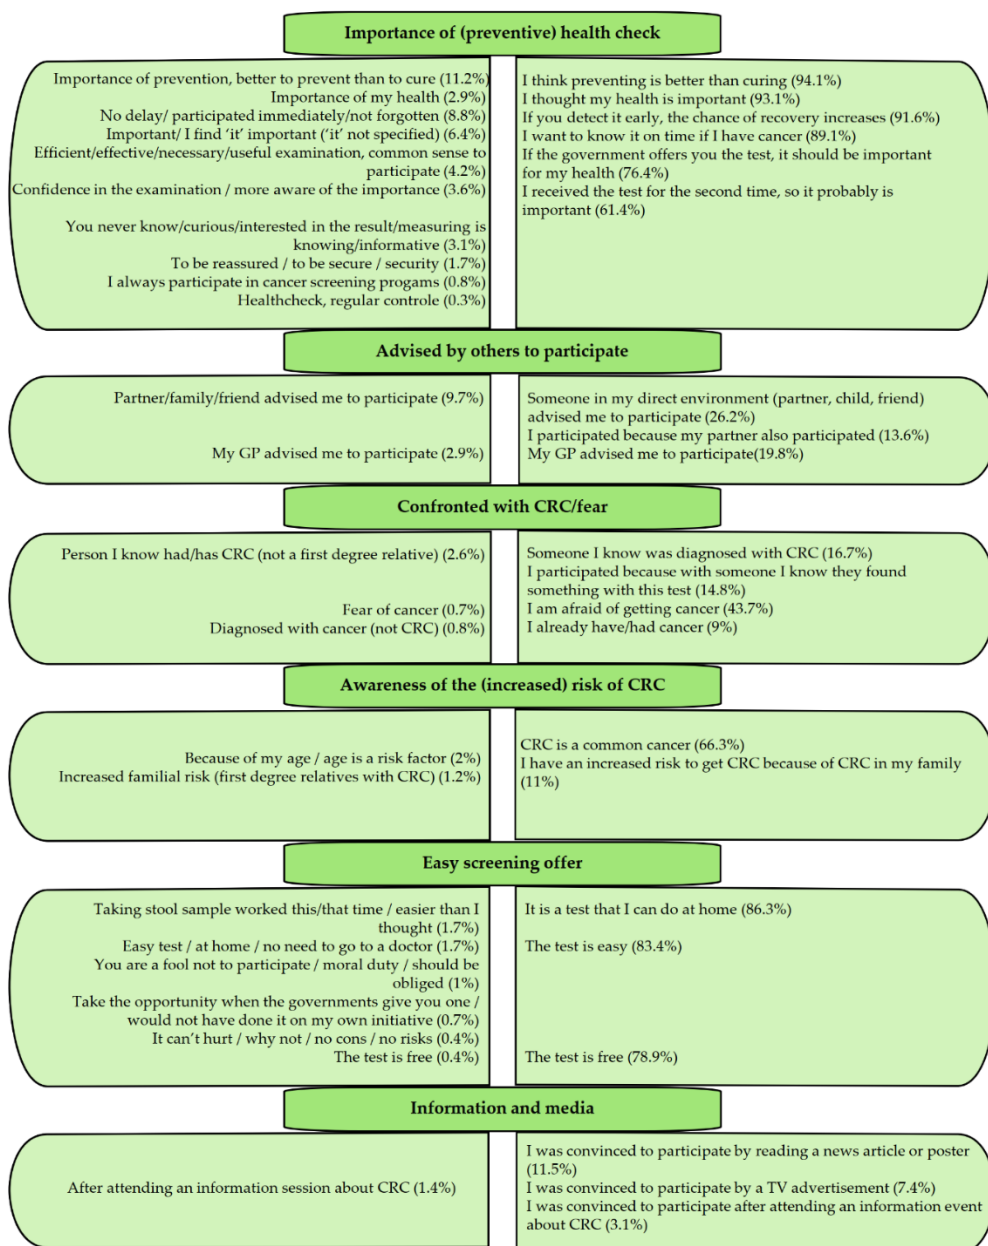 Importance of (preventive) health check
Importance of prevention, better to prevent than to cure (11.2%)
Importance of my health (2.9%)
No delay/ participated immediately/not forgotten (8.8%)
Important/ I find ‘it’ important (‘it’ not specified) (6.4%)
Efficient/effective/necessary/useful examination, common sense to
participate (4.2%)
Confidence in the examination / more aware of the importance (3.6%)
You never know/curious/interested in the result/measuring is
knowing/informative (3.1%)
To be reassured / to be secure / security (1.7%)
I always participate in cancer screening progams (0.8%)
Healthcheck, regular controle (0.3%)
I think preventing is better than curing (94.1%)
I thought my health is important (93.1%)
If you detect it early, the chance of recovery increases (91.6%)
I want to know it on time if I have cancer (89.1%)
If the government offers you the test, it should be important
for my health (76.4%)
I received the test for the second time, so it probably is
important (61.4%)
Advised by others to participate
Partner/family/friend advised me to participate (9.7%)
My GP advised me to participate (2.9%)
Someone in my direct environment (partner, child, friend)
advised me to participate (26.2%)
I participated because my partner also participated (13.6%)
My GP advised me to participate(19.8%)
Confronted with CRC/fear
Person I know had/has CRC (not a first degree relative) (2.6%)
Fear of cancer (0.7%)
Diagnosed with cancer (not CRC) (0.8%)
Someone I know was diagnosed with CRC (16.7%)
I participated because with someone I know they found
something with this test (14.8%)
I am afraid of getting cancer (43.7%)
I already have/had cancer (9%)
Awareness of the (increased) risk of CRC
Because of my age / age is a risk factor (2%)
Increased familial risk (first degree relatives with CRC) (1.2%)
CRC is a common cancer (66.3%)
I have an increased risk to get CRC because of CRC in my family
(11%)
Easy screening offer
Taking stool sample worked this/that time / easier than I
thought (1.7%)
Easy test / at home / no need to go to a doctor (1.7%)
You are a fool not to participate / moral duty / should be
obliged (1%)
Take the opportunity when the governments give you one /
would not have done it on my own initiative (0.7%)
It can’t hurt / why not / no cons / no risks (0.4%)
The test is free (0.4%)
It is a test that I can do at home (86.3%)
The test is easy (83.4%)
The test is free (78.9%)
Information and media
After attending an information session about CRC (1.4%)
I was convinced to participate by reading a news article or poster
(11.5%)
I was convinced to participate by a TV advertisement (7.4%)
I was convinced to participate after attending an information event
about CRC (3.1%)